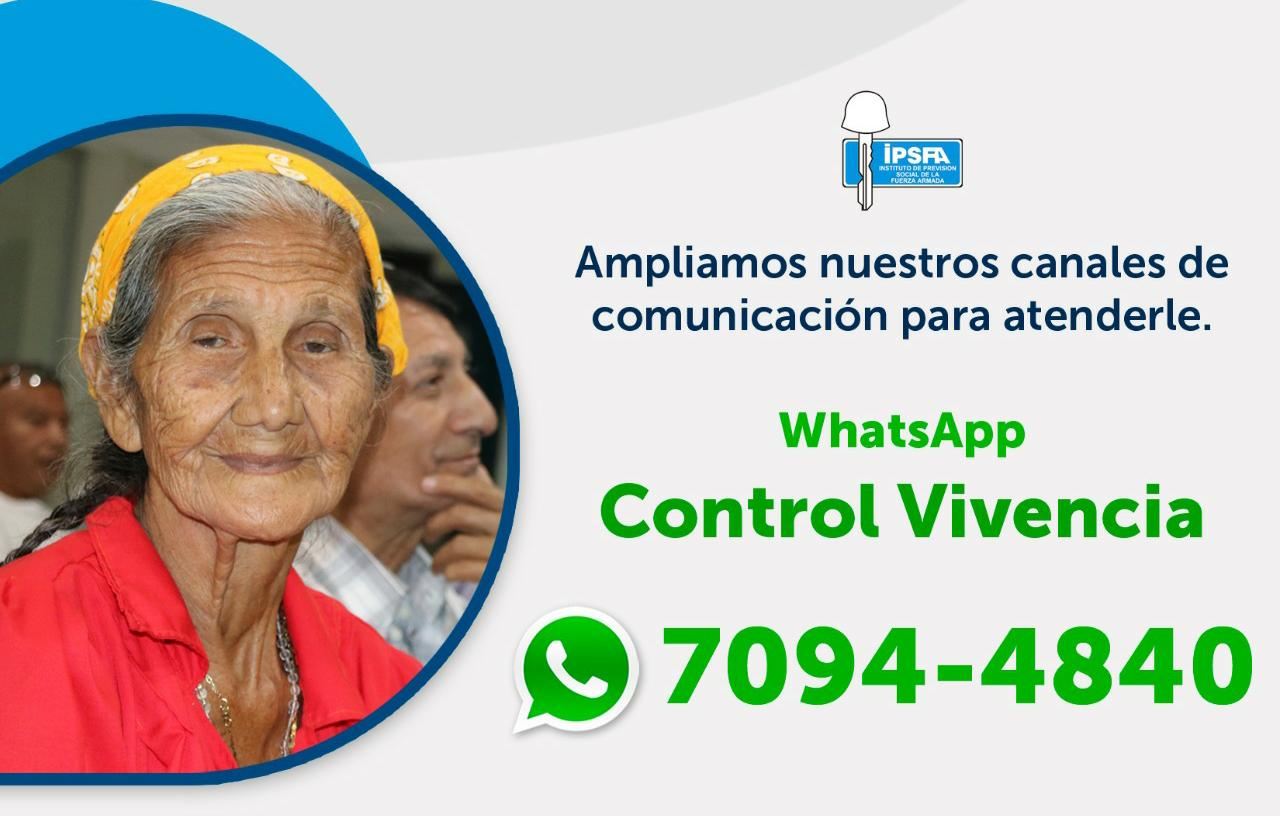 iPSFA
INSTITUTO DE PREVISION
SOCIAL DE LA
FUERZA ARMADA
Ampliamos nuestros canales de
comunicación para atenderle.
WhatsApp
Control Vivencia
7094-4840